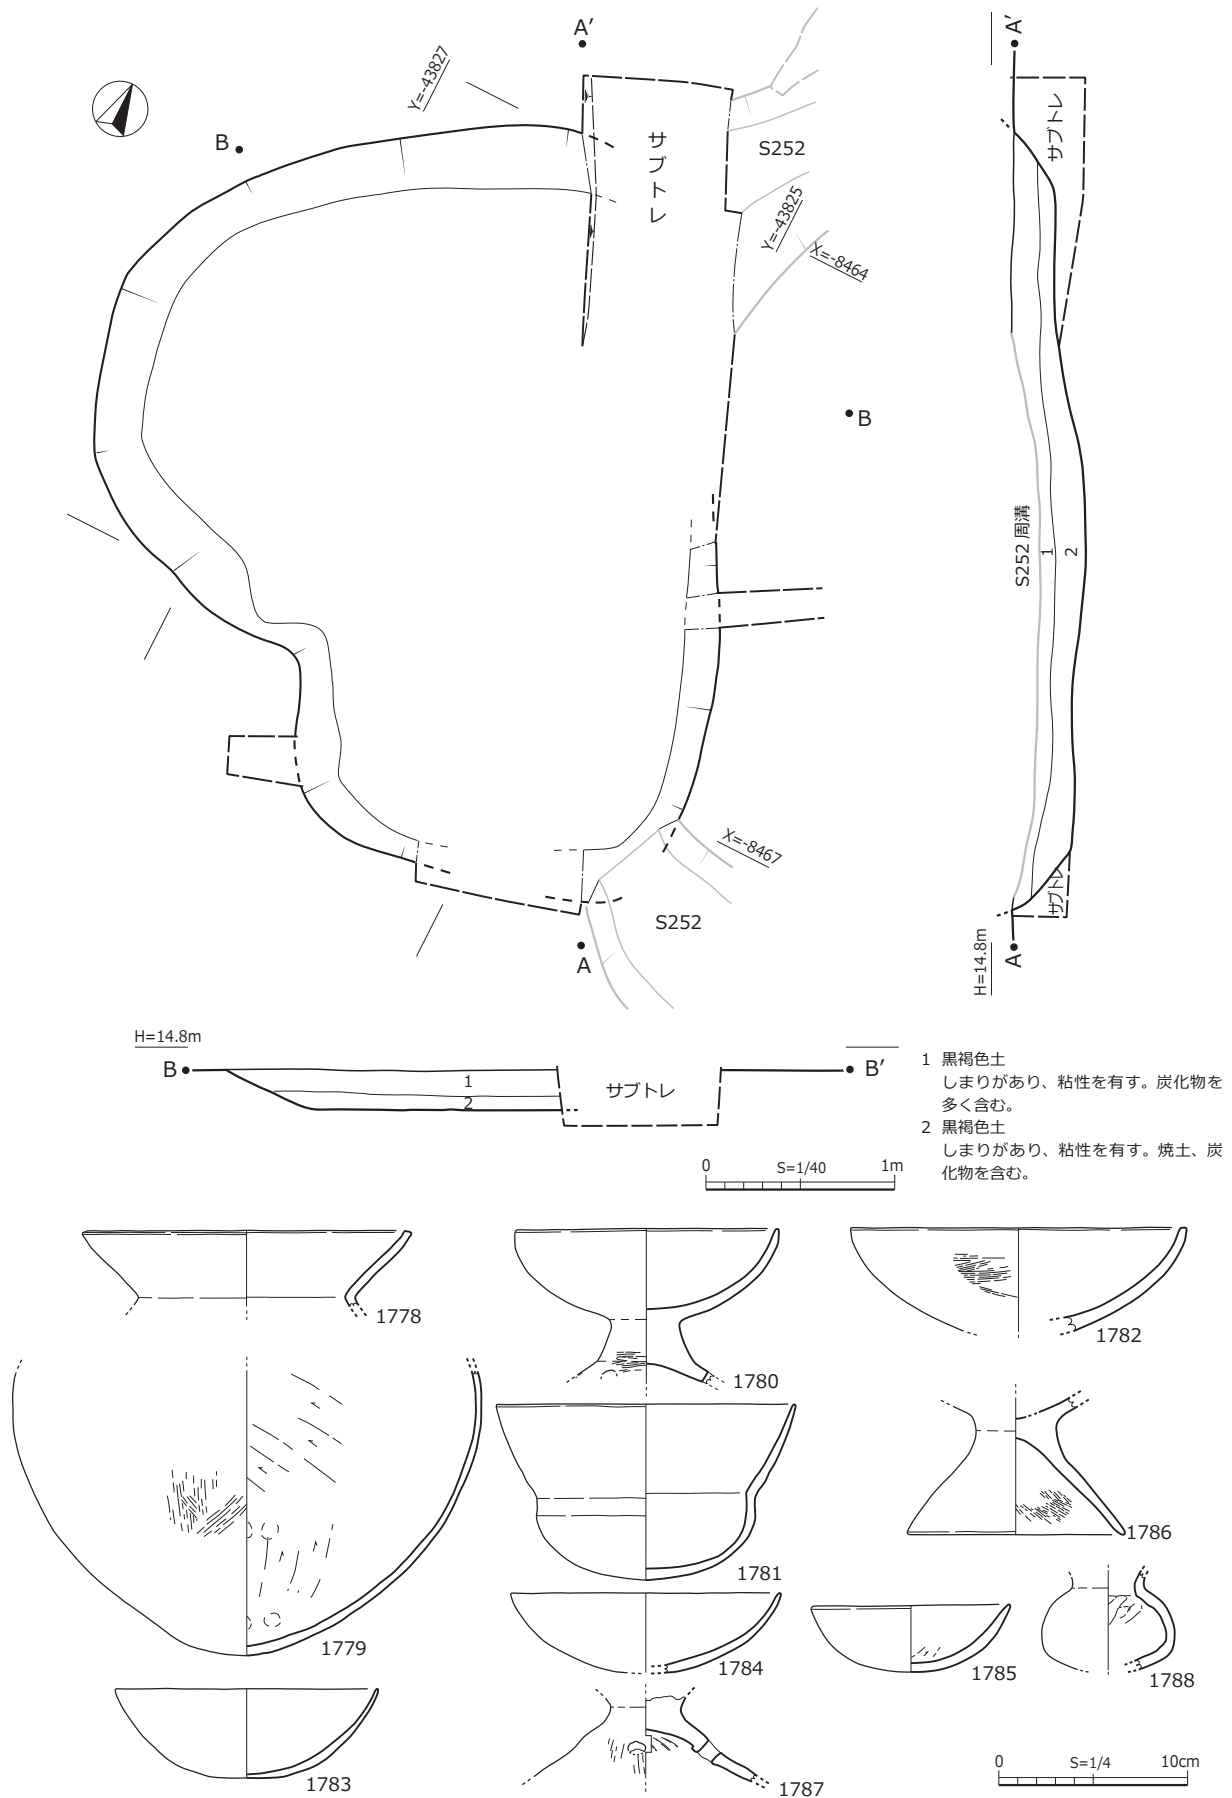 A′
A′
Y=-43827
B
サブトレ
S252
サブトレ
Y=-43825
X=-8464
B
S252 周溝
1
2
X=-8467
サブトレ
S252
A
A
H=14.8m
H=14.8m
B
B′
1
2
サブトレ
1 黒褐色土
しまりがあり、粘性を有す。炭化物を
多く含む。
2 黒褐色土
しまりがあり、粘性を有す。焼土、炭
化物を含む。
0 S=1/40 1m
1778
1780
1782
1779
1781
1786
1784
1785
1788
1783
1787
0 S=1/4 10cm